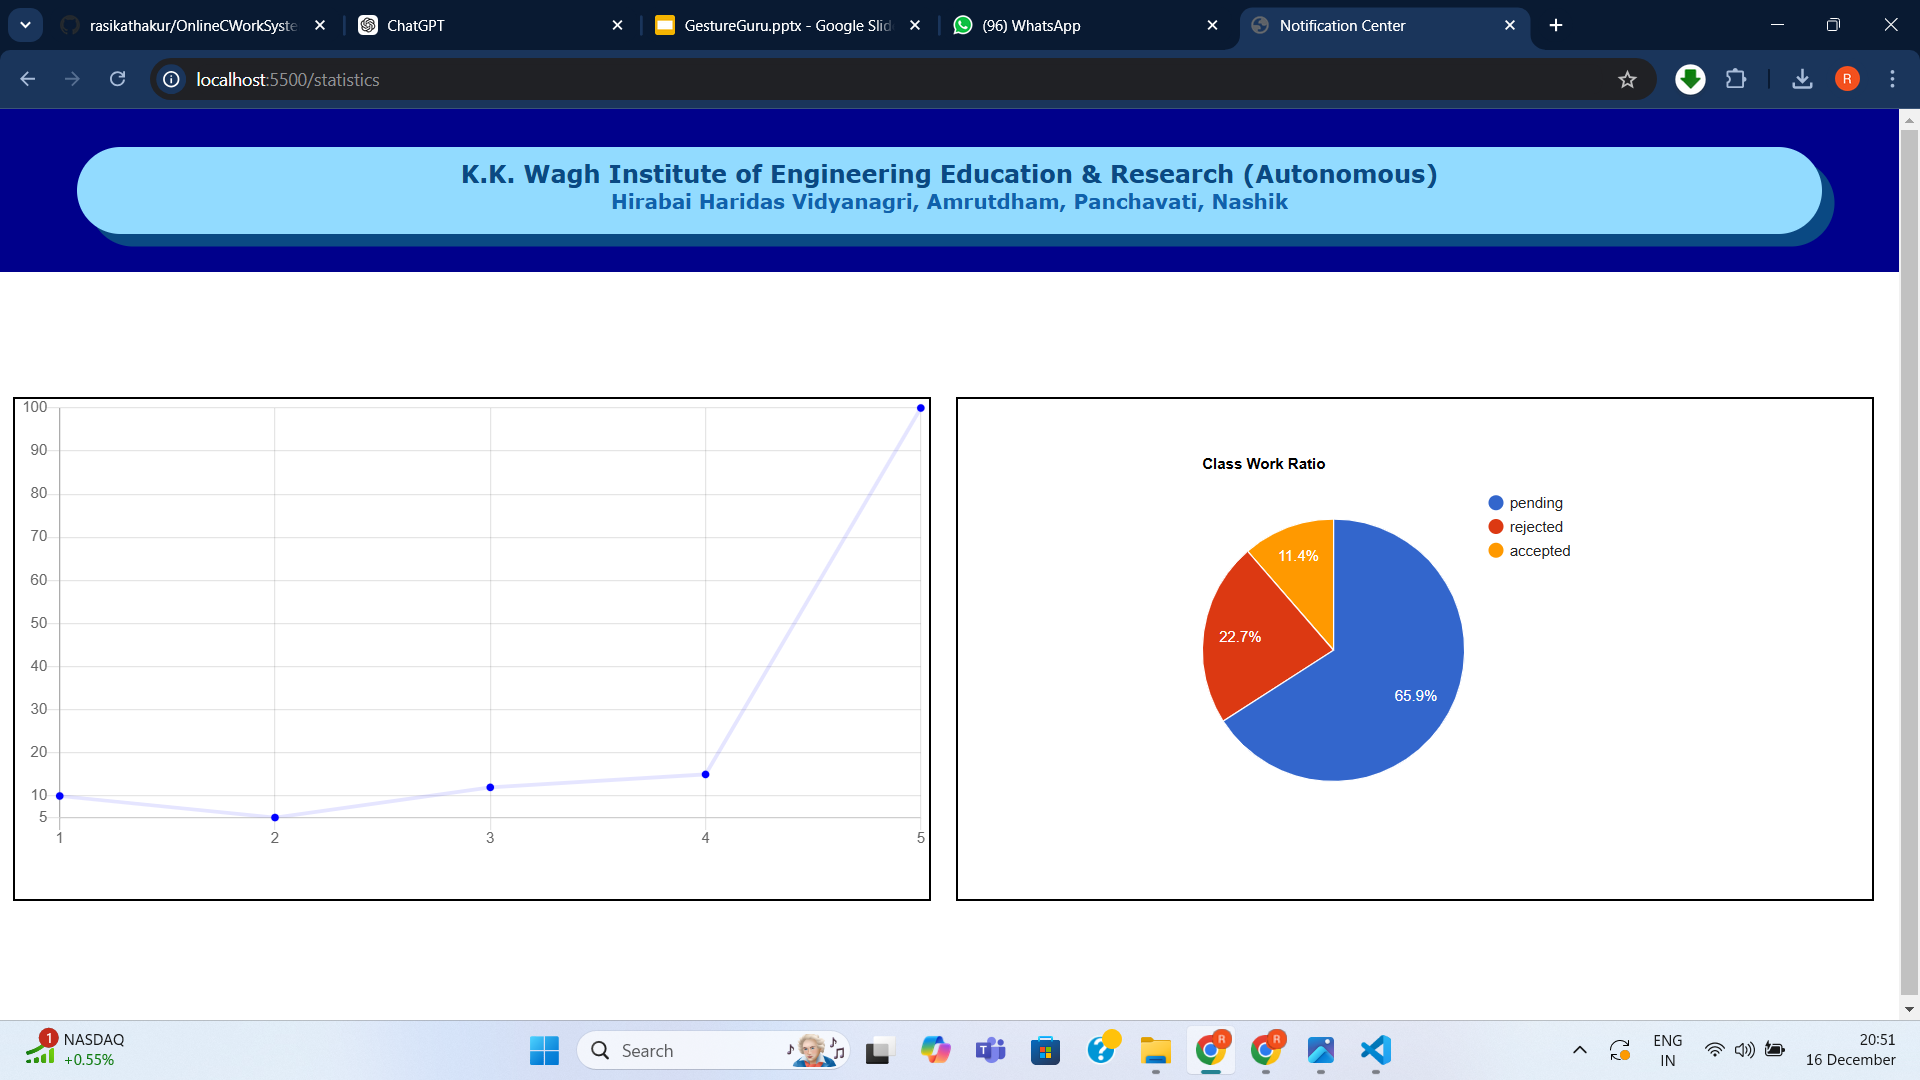 rasikathakur/OnlineCWorkSyste
ChatGPT
GestureGuru.pptx - Google Slid
(96) WhatsApp
Notification Center
localhost:5500/statistics
R
K.K. Wagh Institute of Engineering Education & Research (Autonomous)
Hirabai Haridas Vidyanagri, Amrutdham, Panchavati, Nashik
100
90
80
70
60
50
40
30
20
10
5
1 2 3 4 5
Class Work Ratio
pending
rejected
accepted
11.4%
22.7%
65.9%
1
NASDAQ
+0.55%
Search
T
R
R
ENG
IN
20:51
16 December